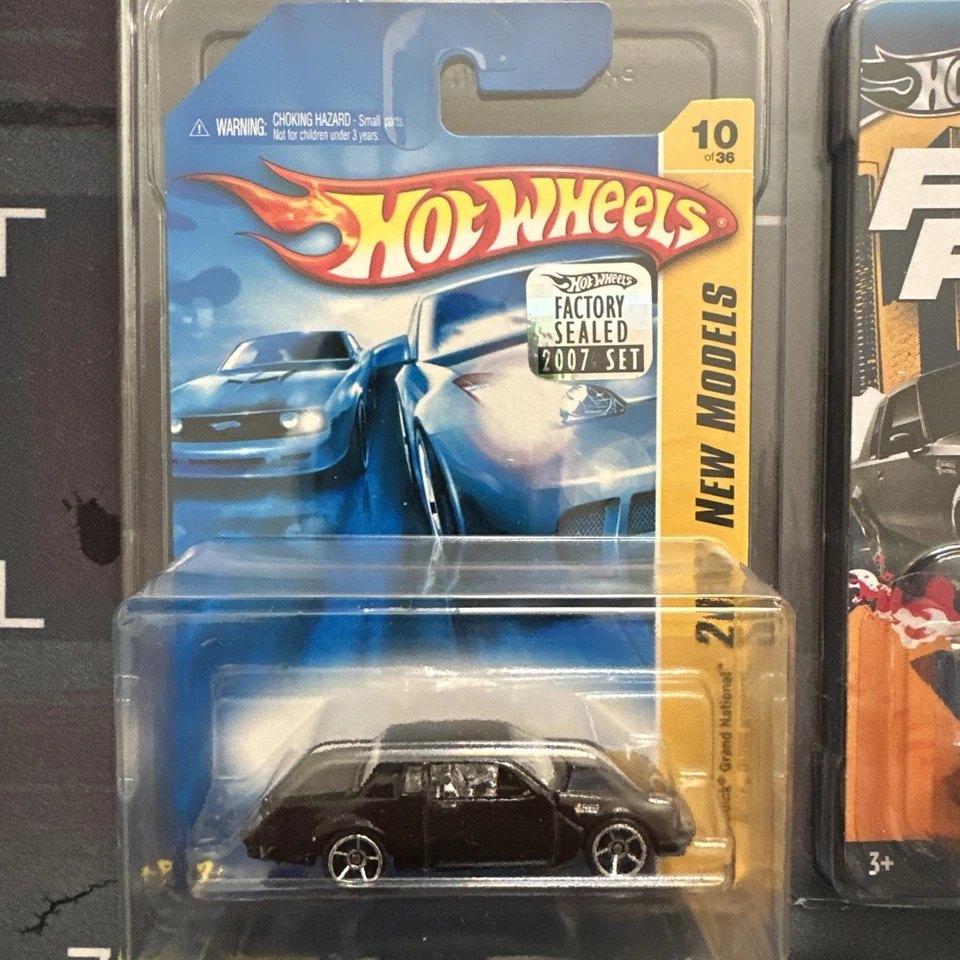 WARNING: CHOKING HAZARD - Small parts.
Not for children under 3 years.
10
of 36
HOT WHEELS®
HOT WHEELS
FACTORY
SEALED
2007 SET
NEW MODELS
Grand National™
3+